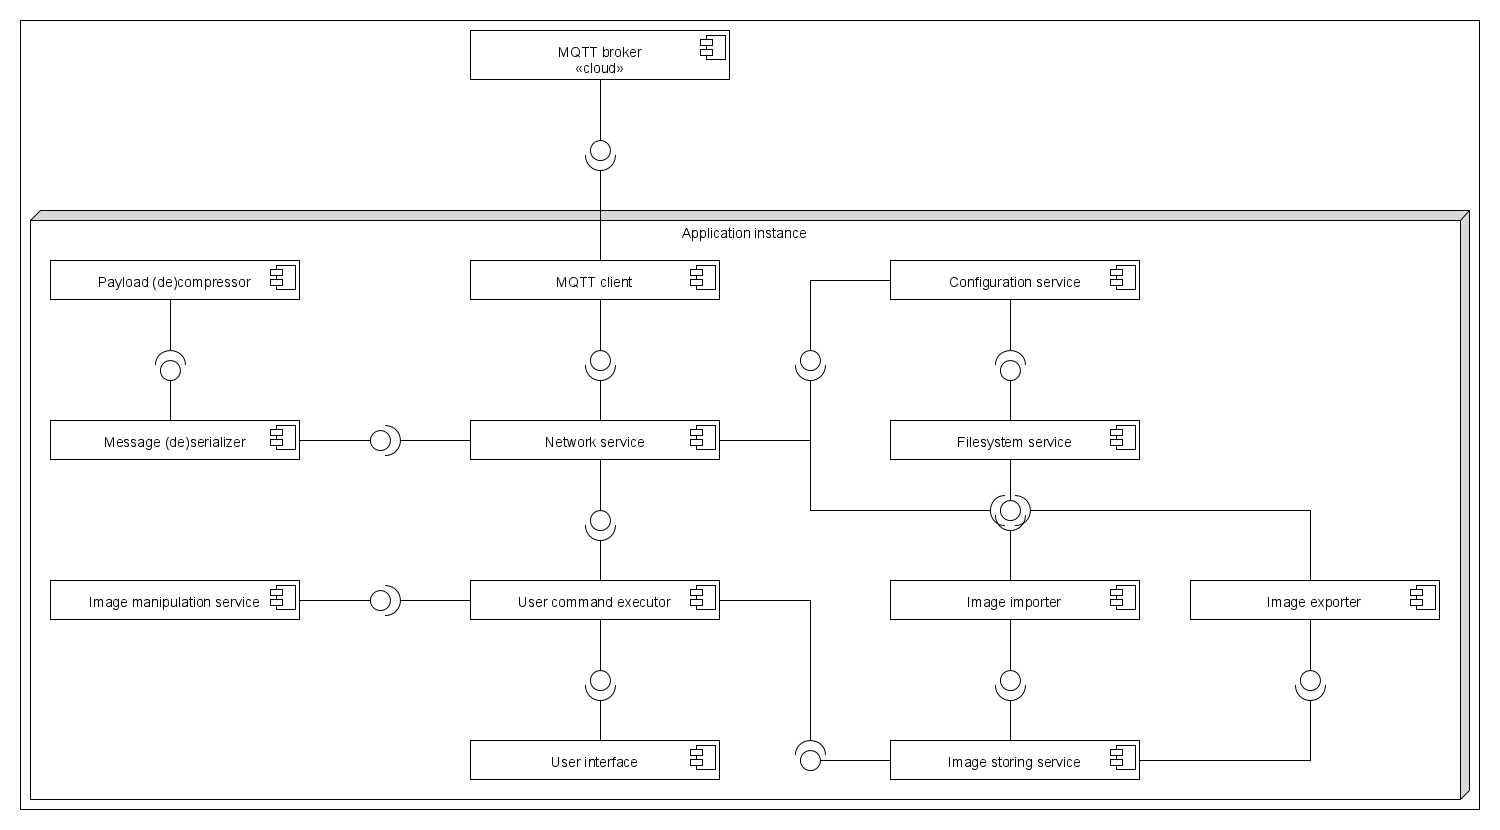 MQTT broker
«cloud»
Application instance
Payload (de)compressor
MQTT client
Configuration service
Message (de)serializer
Network service
Filesystem service
Image manipulation service
User command executor
Image importer
Image exporter
User interface
Image storing service